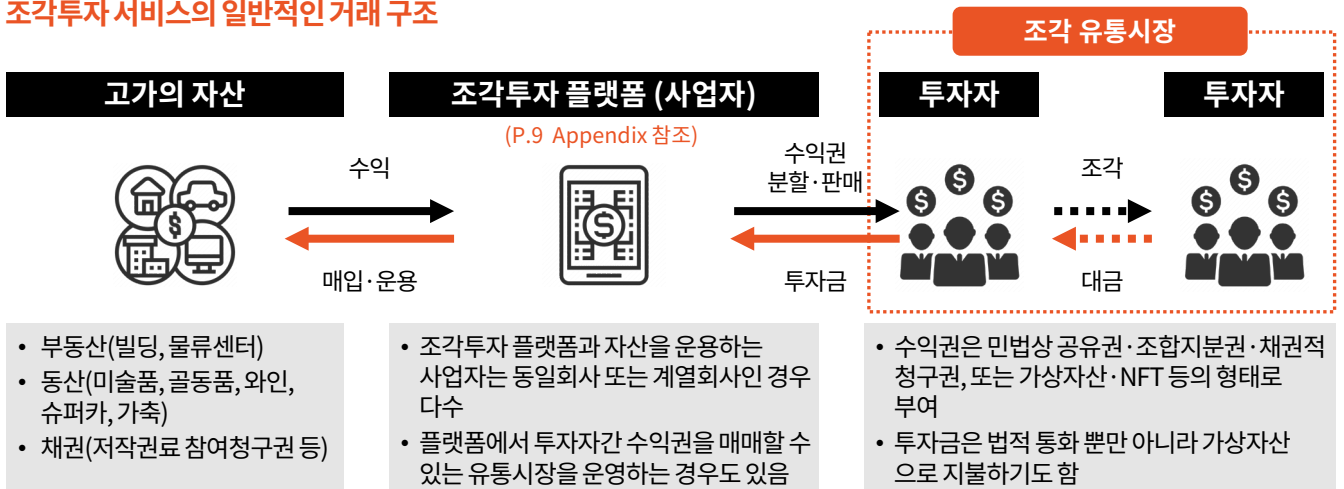 조각투자 서비스의 일반적인 거래 구조
조각 유통시장
고가의 자산
조각투자 플랫폼 (사업자)
투자자
투자자
(P.9 Appendix 참조)
수익
매입·운용
수익권
분할·판매
투자금
조각
대금
• 부동산(빌딩, 물류센터)
• 동산(미술품, 골동품, 와인,
슈퍼카, 가축)
• 채권(저작권료 참여청구권 등)
• 조각투자 플랫폼과 자산을 운용하는
사업자는 동일회사 또는 계열회사인 경우
다수
• 플랫폼에서 투자자간 수익권을 매매할 수
있는 유통시장을 운영하는 경우도 있음
• 수익권은 민법상 공유권·조합지분권·채권적
청구권, 또는 가상자산·NFT 등의 형태로
부여
• 투자금은 법적 통화 뿐만 아니라 가상자산
으로 지불하기도 함